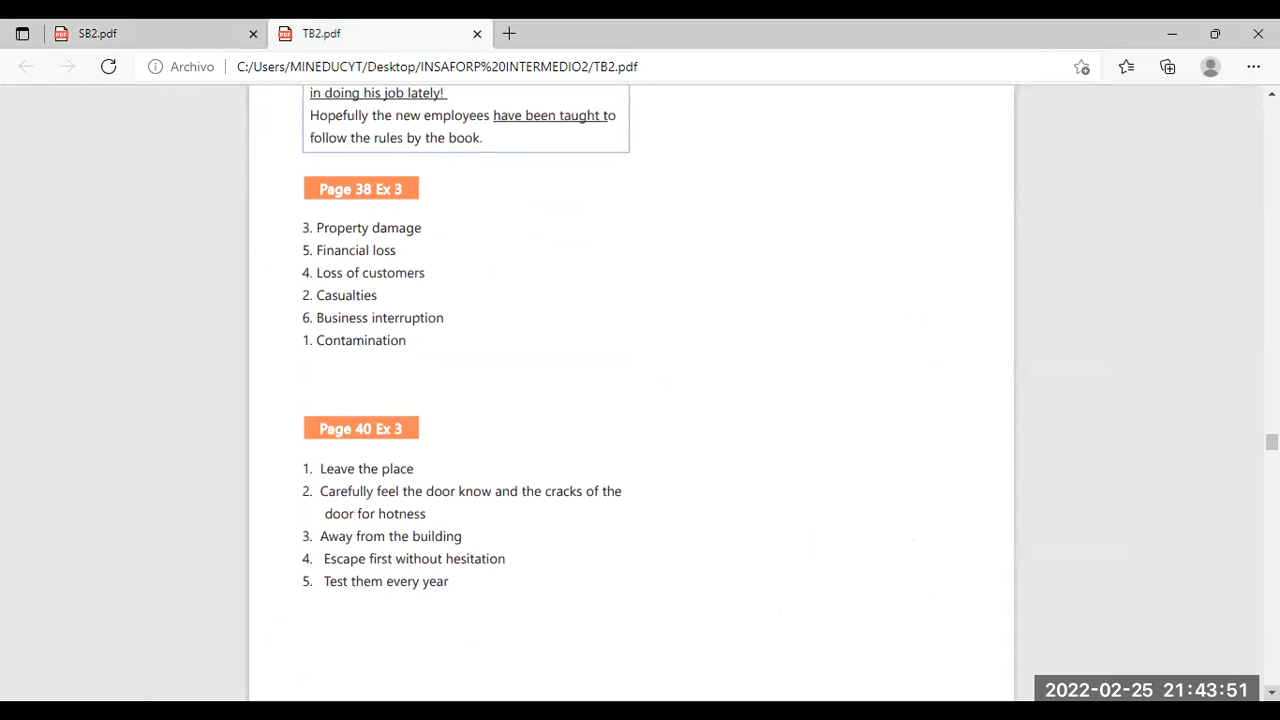 SB2.pdf
TB2.pdf
Archivo
C:/Users/MINEDUCYT/Desktop/INSAFORP%20INTERMEDIO2/TB2.pdf
in doing his job lately!
Hopefully the new employees have been taught to
follow the rules by the book.
Page 38 Ex 3
3. Property damage
5. Financial loss
4. Loss of customers
2. Casualties
6. Business interruption
1. Contamination
Page 40 Ex 3
1. Leave the place
2. Carefully feel the door know and the cracks of the
door for hotness
3. Away from the building
4. Escape first without hesitation
5. Test them every year
2022-02-25 21:43:51